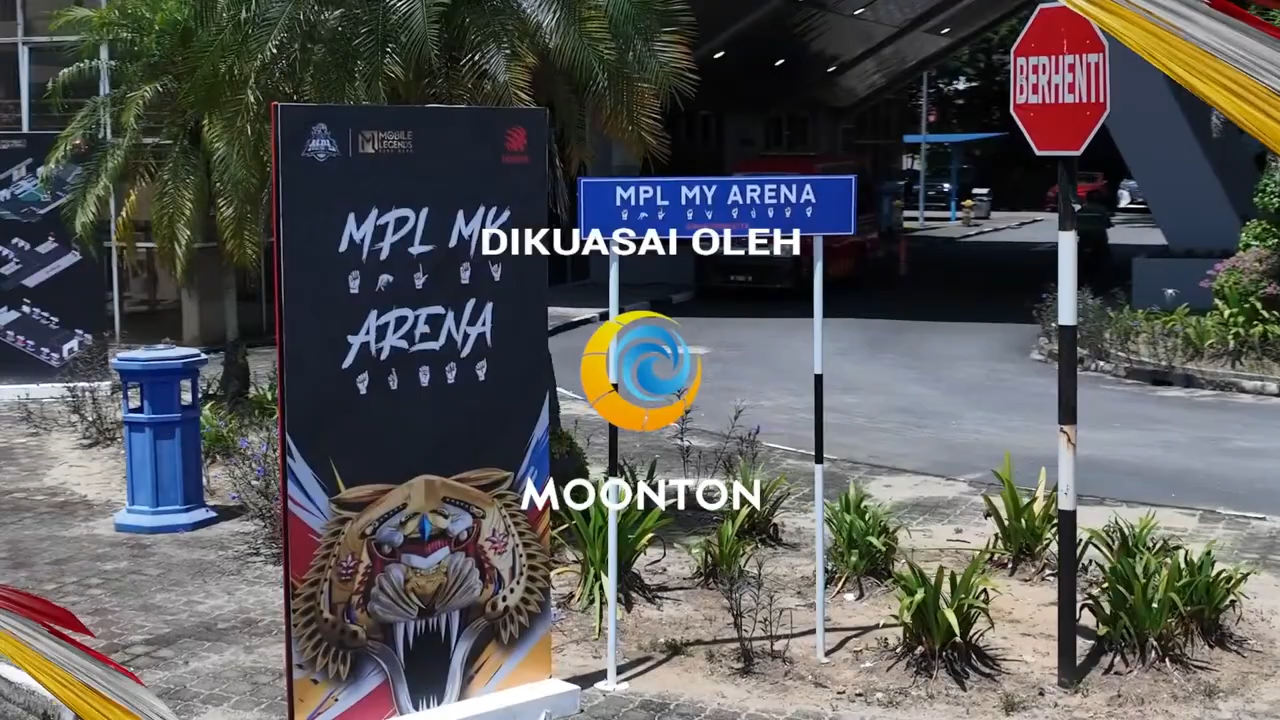 MOBILE
LEGENDS
MPL MY
ARENA
MPL MY ARENA
BERHENTI
DIKUASAI OLEH
MOONTON